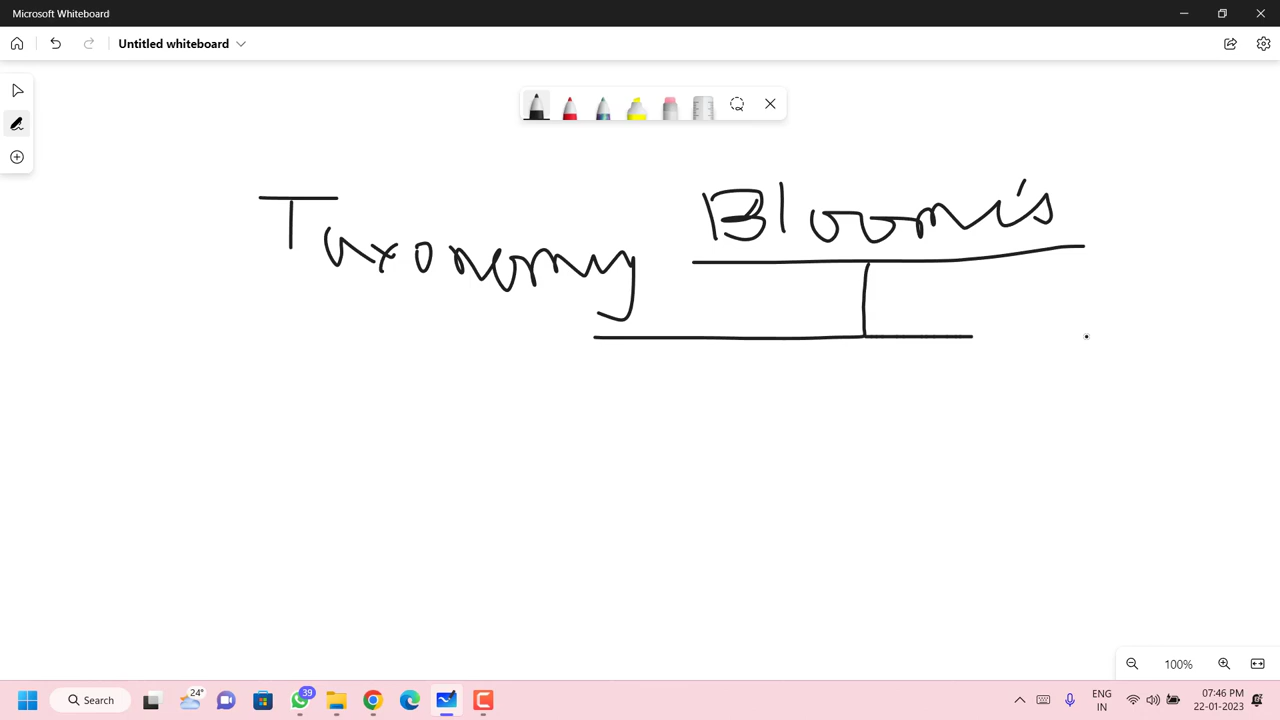 Microsoft Whiteboard
Untitled whiteboard
Taxonomy Bloom's
100%
24°
Search
39
ENG
IN
07:46 PM
22-01-2023